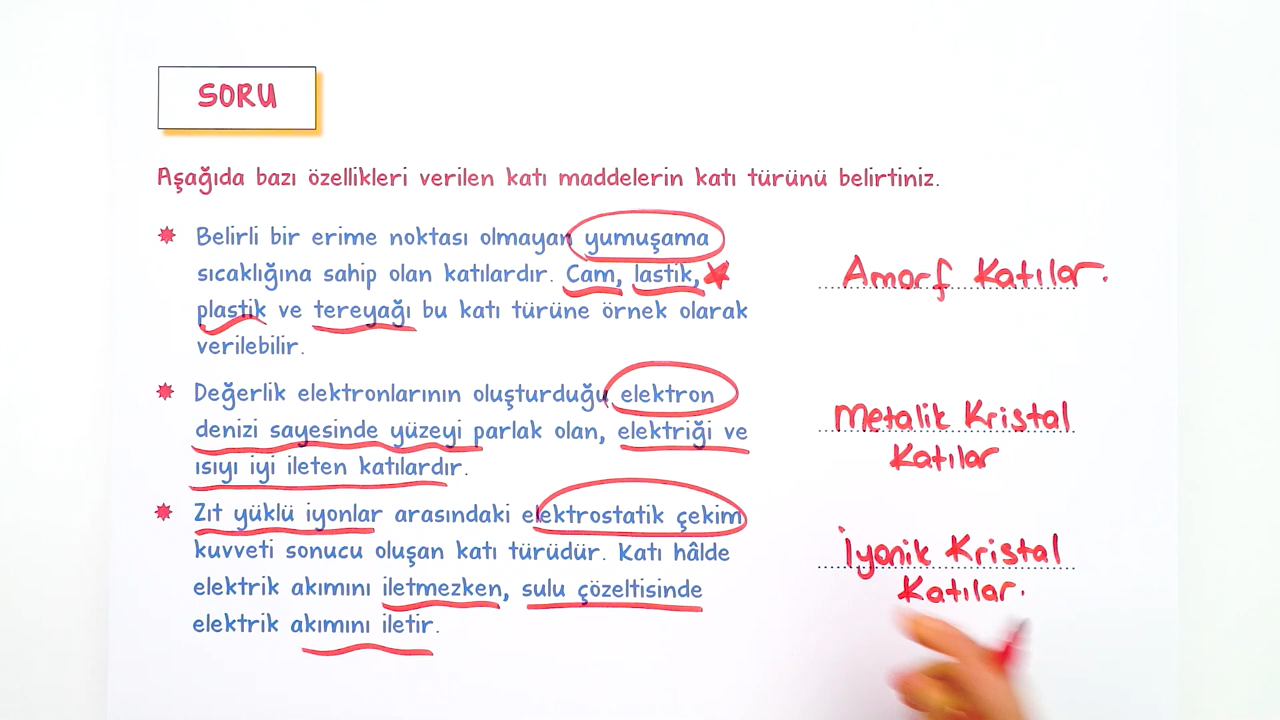 SORU
Aşağıda bazı özellikleri verilen katı maddelerin katı türünü belirtiniz.
Belirli bir erime noktası olmayan yumuşama
sıcaklığına sahip olan katılardır. Cam, lastik,
plastik ve tereyağı bu katı türüne örnek olarak
verilebilir.
Amorf Katılar.
Değerlik elektronlarının oluşturduğu elektron
denizi sayesinde yüzeyi parlak olan, elektriği ve
ısıyı iyi ileten katılardır.
Metalik Kristal
Katılar
Zıt yüklü iyonlar arasındaki elektrostatik çekim
kuvveti sonucu oluşan katı türüdür. Katı hâlde
elektrik akımını iletmezken, sulu çözeltisinde
elektrik akımını iletir.
İyonik Kristal
Katılar.